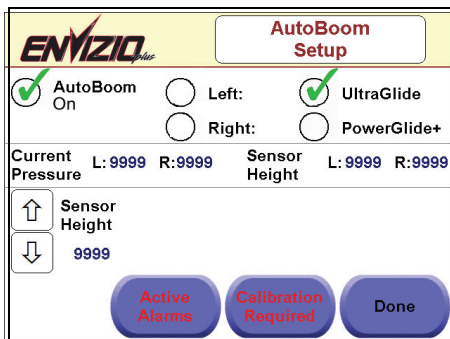 ENVIZIO plus
AutoBoom
Setup
AutoBoom
On
Left:
UltraGlide
Right:
PowerGlide+
Current
Pressure
L: 9999 R: 9999
Sensor
Height
L: 9999 R: 9999
Sensor
Height
9999
Active
Alarms
Calibration
Required
Done